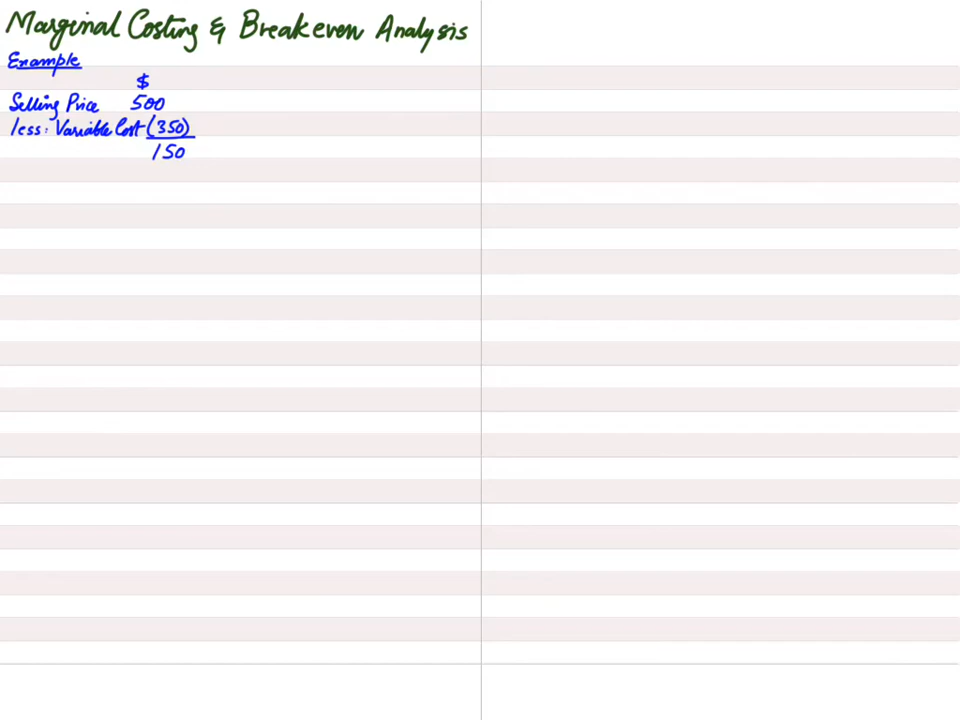 Marginal Costing & Breakeven Analysis
Example
$
Selling Price 500
less: Variable Cost (350)
150